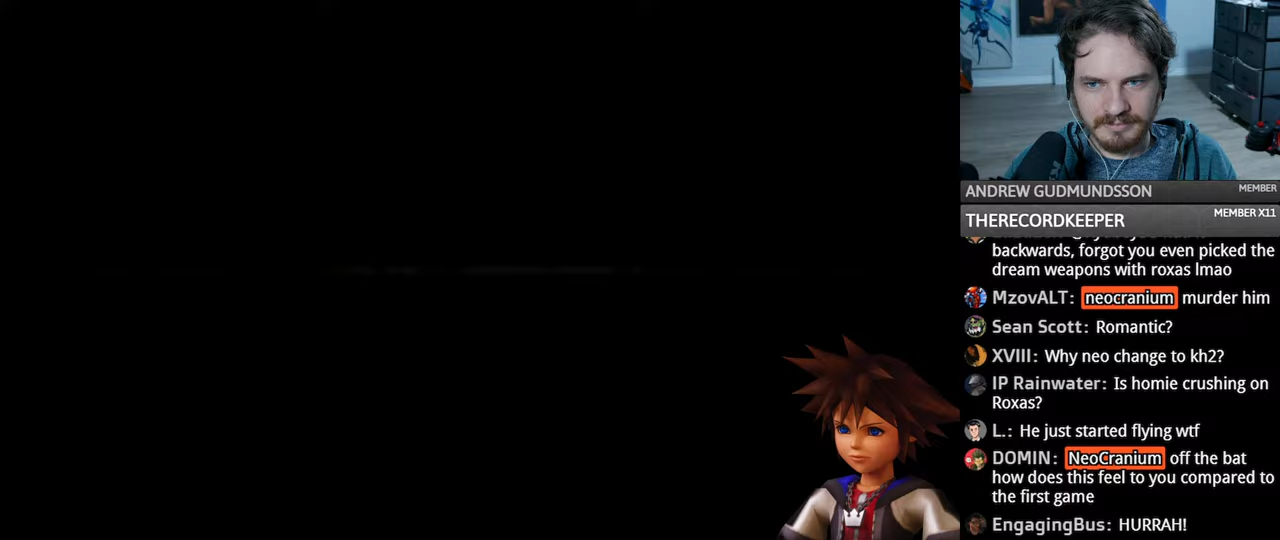 ANDREW GUDMUNDSSON MEMBER
THERECORDKEEPER MEMBER X11
backwards, forgot you even picked the
dream weapons with roxas lmao
MzovALT: neocranium murder him
Sean Scott: Romantic?
XVIII: Why neo change to kh2?
IP Rainwater: Is homie crushing on
Roxas?
L.: He just started flying wtf
DOMIN: NeoCranium off the bat
how does this feel to you compared to
the first game
EngagingBus: HURRAH!